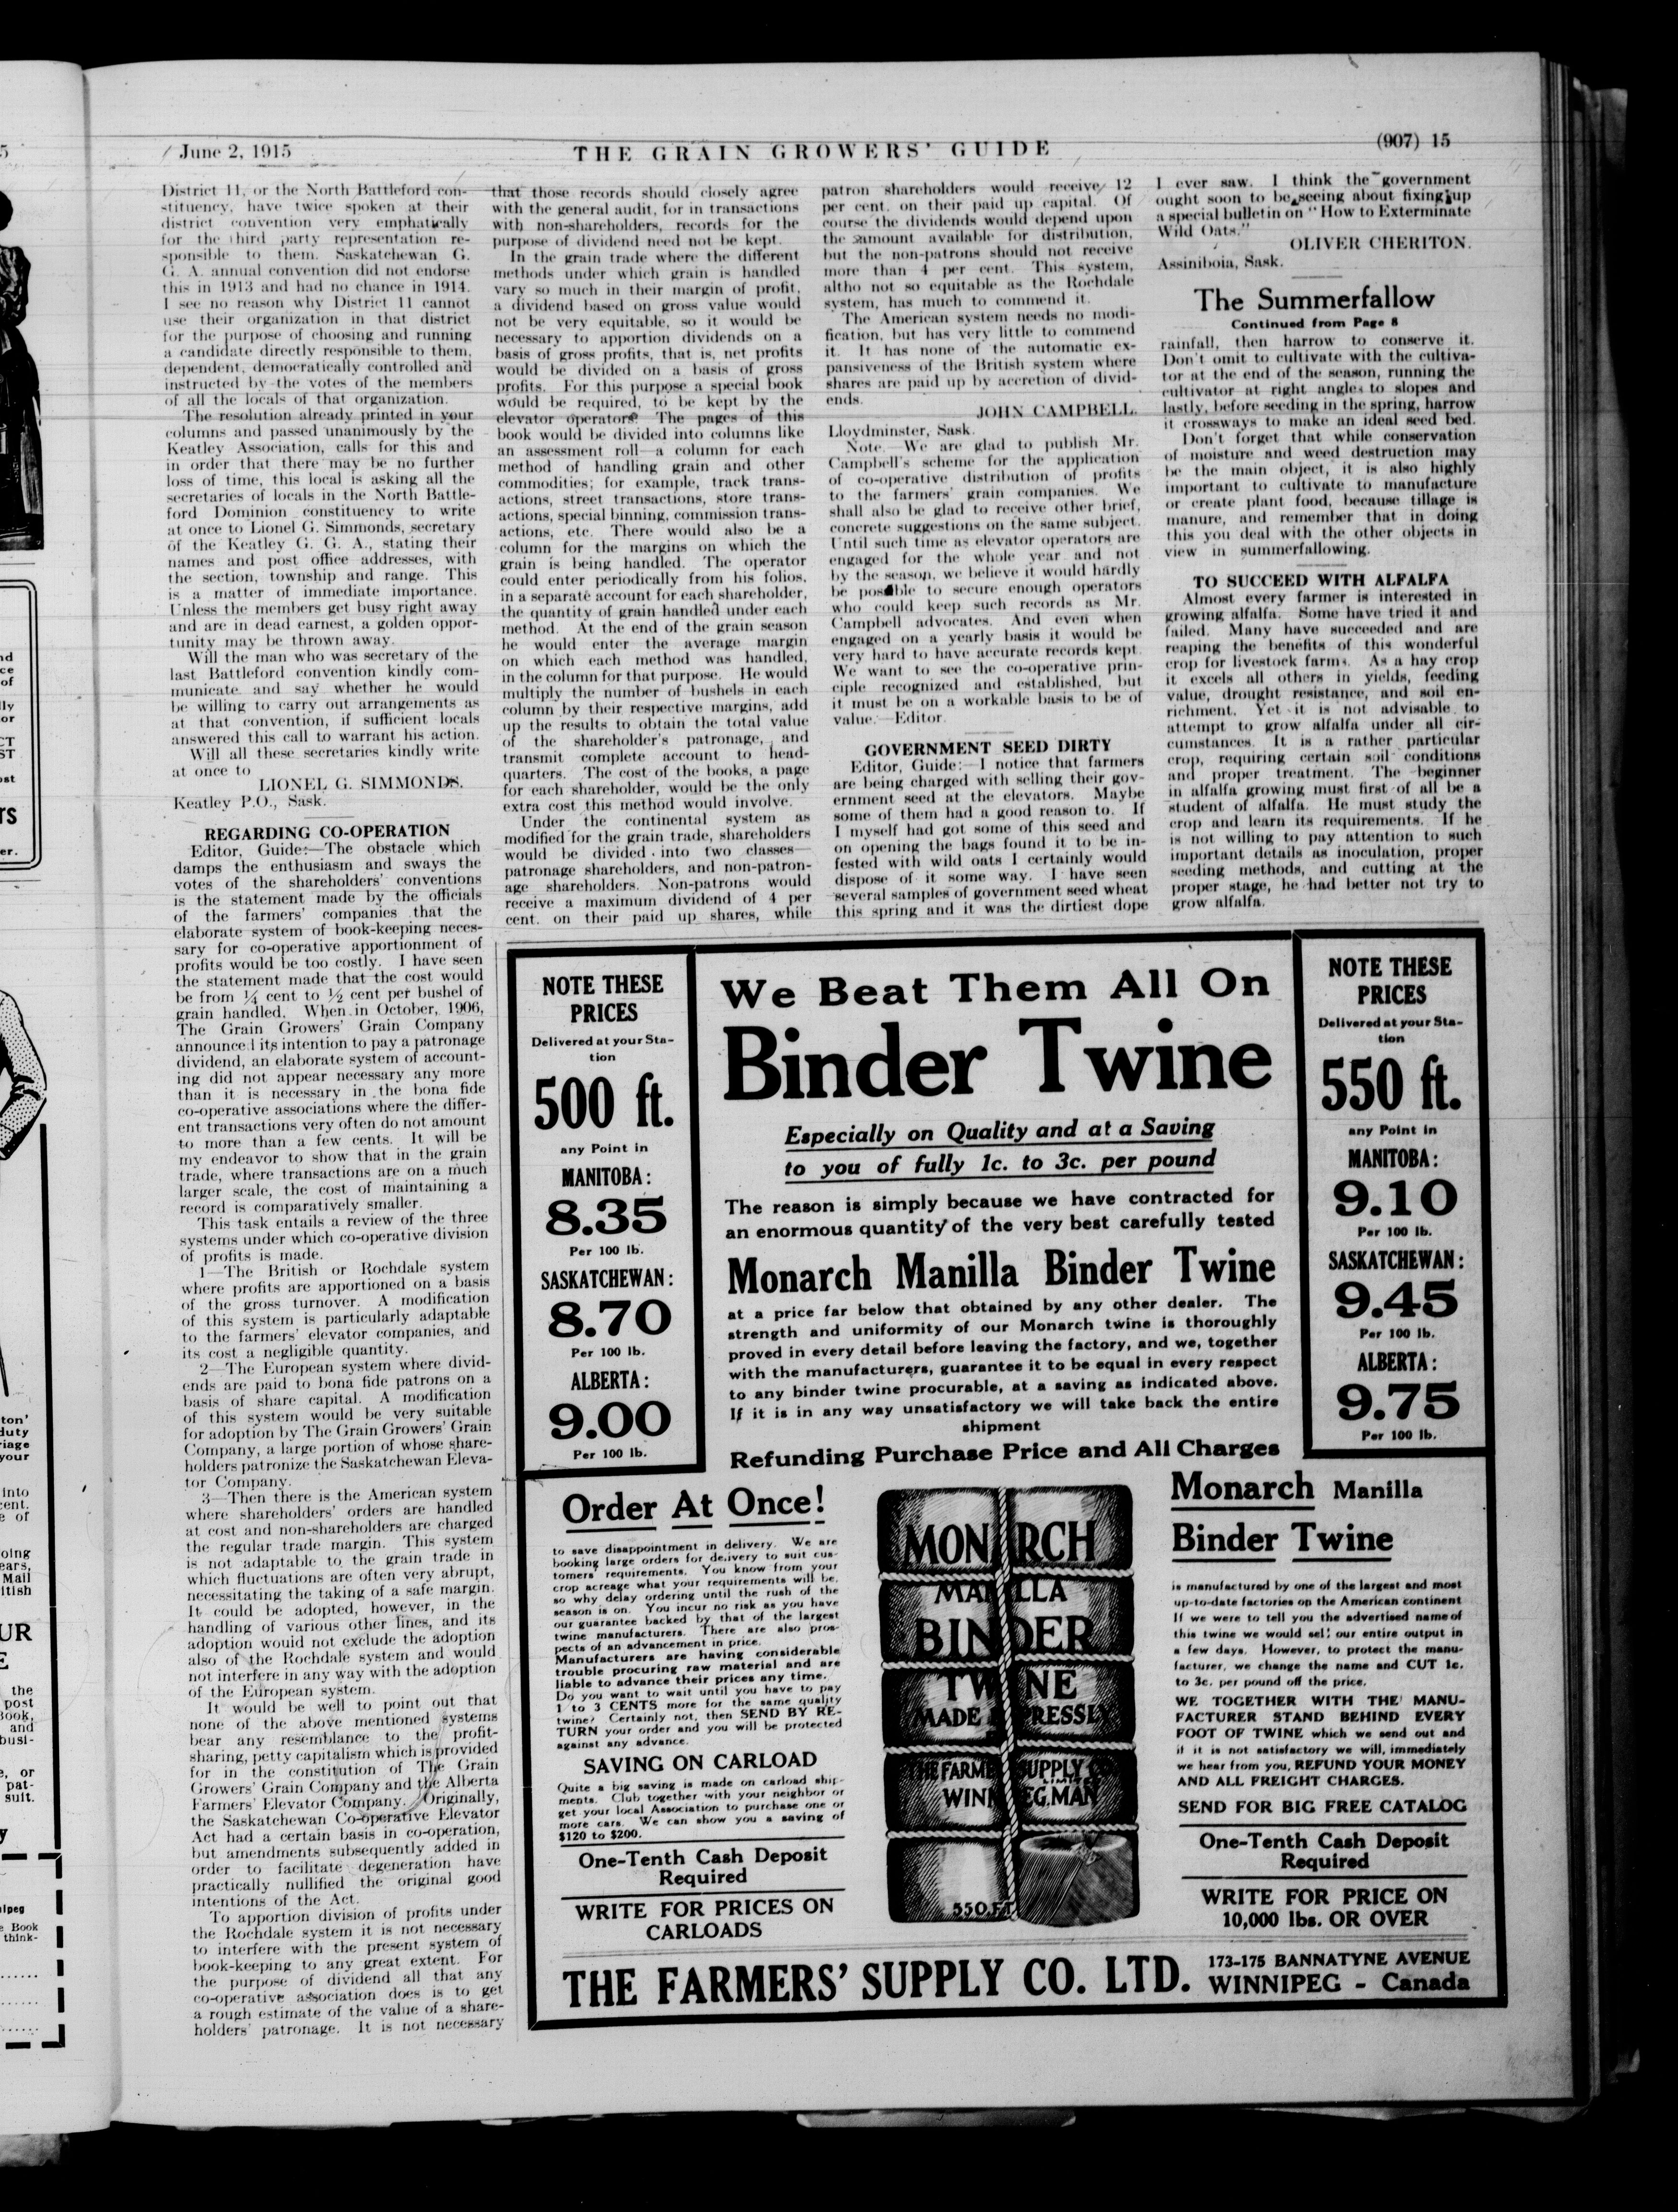 June 2, 1915
THE GRAIN GROWERS' GUIDE
(907) 15
District 11, or the North Battleford con-
stituency, have twice spoken at their
district convention very emphatically
for the third party representation re-
sponsible to them. Saskatchewan G.
G. A. annual convention did not endorse
this in 1913 and had no chance in 1914.
I see no reason why District 11 cannot
use their organization in that district
for the purpose of choosing and running
a candidate directly responsible to them,
dependent, democratically controlled and
instructed by the votes of the members
of all the locals of that organization.
The resolution already printed in your
columns and passed unanimously by the
Keatley Association, calls for this and
in order that there may be no further
loss of time, this local is asking all the
secretaries of locals in the North Battle-
ford Dominion constituency to write
at once to Lionel G. Simmonds, secretary
of the Keatley G. G. A., stating their
names and post office addresses, with
the section, township and range. This
is a matter of immediate importance.
Unless the members get busy right away
and are in dead earnest, a golden oppor-
tunity may be thrown away.
Will the man who was secretary of the
last Battleford convention kindly com-
municate and say whether he would
be willing to carry out arrangements as
at that convention, if sufficient locals
answered this call to warrant his action.
Will all these secretaries kindly write
at once to
LIONEL G. SIMMONDS.
Keatley P.O., Sask.
REGARDING CO-OPERATION
Editor, Guide:—The obstacle which
damps the enthusiasm and sways the
votes of the shareholders' conventions
is the statement made by the officials
of the farmers' companies that the
elaborate system of book-keeping neces-
sary for co-operative apportionment of
profits would be too costly. I have seen
the statement made that the cost would
be from ¼ cent to ½ cent per bushel of
grain handled. When in October, 1906,
The Grain Growers' Grain Company
announced its intention to pay a patronage
dividend, an elaborate system of account-
ing did not appear necessary any more
than it is necessary in the bona fide
co-operative associations where the differ-
ent transactions very often do not amount
to more than a few cents. It will be
my endeavor to show that in the grain
trade, where transactions are on a much
larger scale, the cost of maintaining a
record is comparatively smaller.
This task entails a review of the three
systems under which co-operative division
of profits is made.
1—The British or Rochdale system
where profits are apportioned on a basis
of the gross turnover. A modification
of this system is particularly adaptable
to the farmers' elevator companies, and
its cost a negligible quantity.
2—The European system where divid-
ends are paid to bona fide patrons on a
basis of share capital. A modification
of this system would be very suitable
for adoption by The Grain Growers' Grain
Company, a large portion of whose share-
holders patronize the Saskatchewan Eleva-
tor Company.
3—Then there is the American system
where shareholders' orders are handled
at cost and non-shareholders are charged
the regular trade margin. This system
is not adaptable to the grain trade in
which fluctuations are often very abrupt,
necessitating the taking of a safe margin.
It could be adopted, however, in the
handling of various other lines, and its
adoption would not exclude the adoption
also of the Rochdale system and would
not interfere in any way with the adoption
of the European system.
It would be well to point out that
none of the above mentioned systems
bear any resemblance to the profit-
sharing, petty capitalism which is provided
for in the constitution of The Grain
Growers' Grain Company and the Alberta
Farmers' Elevator Company. Originally,
the Saskatchewan Co-operative Elevator
Act had a certain basis in co-operation,
but amendments subsequently added in
order to facilitate degeneration have
practically nullified the original good
intentions of the Act.
To apportion division of profits under
the Rochdale system it is not necessary
to interfere with the present system of
book-keeping to any great extent. For
the purpose of dividend all that any
co-operative association does is to get
a rough estimate of the value of a share-
holders' patronage. It is not necessary
that those records should closely agree
with the general audit, for in transactions
with non-shareholders, records for the
purpose of dividend need not be kept.
In the grain trade where the different
methods under which grain is handled
vary so much in their margin of profit,
a dividend based on gross value would
not be very equitable, so it would be
necessary to apportion dividends on a
basis of gross profits, that is, net profits
would be divided on a basis of gross
profits. For this purpose a special book
would be required, to be kept by the
elevator operators. The pages of this
book would be divided into columns like
an assessment roll—a column for each
method of handling grain and other
commodities; for example, track trans-
actions, street transactions, store trans-
actions, special binning, commission trans-
actions, etc. There would also be a
column for the margins on which the
grain is being handled. The operator
could enter periodically from his folios,
in a separate account for each shareholder,
the quantity of grain handled under each
method. At the end of the grain season
he would enter the average margin
on which each method was handled,
in the column for that purpose. He would
multiply the number of bushels in each
column by their respective margins, add
up the results to obtain the total value
of the shareholder's patronage, and
transmit complete account to head-
quarters. The cost of the books, a page
for each shareholder, would be the only
extra cost this method would involve.
Under the continental system as
modified for the grain trade, shareholders
would be divided into two classes—
patronage shareholders, and non-patron-
age shareholders. Non-patrons would
receive a maximum dividend of 4 per
cent. on their paid up shares, while
patron shareholders would receive 12
per cent. on their paid up capital. Of
course the dividends would depend upon
the amount available for distribution,
but the non-patrons should not receive
more than 4 per cent. This system,
altho not so equitable as the Rochdale
system, has much to commend it.
The American system needs no modi-
fication, but has very little to commend
it. It has none of the automatic ex-
pansiveness of the British system where
shares are paid up by accretion of divid-
ends.
JOHN CAMPBELL.
Lloydminster, Sask.
Note.—We are glad to publish Mr.
Campbell's scheme for the application
of co-operative distribution of profits
to the farmers' grain companies. We
shall also be glad to receive other brief,
concrete suggestions on the same subject.
Until such time as elevator operators are
engaged for the whole year and not
by the season, we believe it would hardly
be possible to secure enough operators
who could keep such records as Mr.
Campbell advocates. And even when
engaged on a yearly basis it would be
very hard to have accurate records kept.
We want to see the co-operative prin-
ciple recognized and established, but
it must be on a workable basis to be of
value.—Editor.
GOVERNMENT SEED DIRTY
Editor, Guide:—I notice that farmers
are being charged with selling their gov-
ernment seed at the elevators. Maybe
some of them had a good reason to. If
I myself had got some of this seed and
on opening the bags found it to be in-
fested with wild oats I certainly would
dispose of it some way. I have seen
several samples of government seed wheat
this spring and it was the dirtiest dope
I ever saw. I think the government
ought soon to be seeing about fixing up
a special bulletin on "How to Exterminate
Wild Oats."
OLIVER CHERITON.
Assiniboia, Sask.
The Summerfallow
Continued from Page 8
rainfall, then harrow to conserve it.
Don't omit to cultivate with the cultiva-
tor at the end of the season, running the
cultivator at right angles to slopes and
lastly, before seeding in the spring, harrow
it crossways to make an ideal seed bed.
Don't forget that while conservation
of moisture and weed destruction may
be the main object, it is also highly
important to cultivate to manufacture
or create plant food, because tillage is
manure, and remember that in doing
this you deal with the other objects in
view in summerfallowing.
TO SUCCEED WITH ALFALFA
Almost every farmer is interested in
growing alfalfa. Some have tried it and
failed. Many have succeeded and are
reaping the benefits of this wonderful
crop for livestock farms. As a hay crop
it excels all others in yields, feeding
value, drought resistance, and soil en-
richment. Yet it is not advisable to
attempt to grow alfalfa under all cir-
cumstances. It is a rather particular
crop, requiring certain soil conditions
and proper treatment. The beginner
in alfalfa growing must first of all be a
student of alfalfa. He must study the
crop and learn its requirements. If he
is not willing to pay attention to such
important details as inoculation, proper
seeding methods, and cutting at the
proper stage, he had better not try to
grow alfalfa.
NOTE THESE
PRICES
Delivered at your Sta-
tion
500 ft.
any Point in
MANITOBA:
8.35
Per 100 lb.
SASKATCHEWAN:
8.70
Per 100 lb.
ALBERTA:
9.00
Per 100 lb.
We Beat Them All On
Binder Twine
Especially on Quality and at a Saving
to you of fully 1c. to 3c. per pound
The reason is simply because we have contracted for
an enormous quantity of the very best carefully tested
Monarch Manilla Binder Twine
at a price far below that obtained by any other dealer. The
strength and uniformity of our Monarch twine is thoroughly
proved in every detail before leaving the factory, and we, together
with the manufacturers, guarantee it to be equal in every respect
to any binder twine procurable, at a saving as indicated above.
If it is in any way unsatisfactory we will take back the entire
shipment
Refunding Purchase Price and All Charges
NOTE THESE
PRICES
Delivered at your Sta-
tion
550 ft.
any Point in
MANITOBA:
9.10
Per 100 lb.
SASKATCHEWAN:
9.45
Per 100 lb.
ALBERTA:
9.75
Per 100 lb.
Order At Once!
to save disappointment in delivery. We are
booking large orders for delivery to suit cus-
tomers' requirements. You know from your
crop acreage what your requirements will be,
so why delay ordering until the rush of the
season is on. You incur no risk as you have
our guarantee backed by that of the largest
twine manufacturers. There are also pros-
pects of an advancement in price.
Manufacturers are having considerable
trouble procuring raw material and are
liable to advance their prices any time.
Do you want to wait until you have to pay
1 to 3 CENTS more for the same quality
twine? Certainly not, then SEND BY RE-
TURN your order and you will be protected
against any advance.
SAVING ON CARLOAD
Quite a big saving is made on carload ship-
ments. Club together with your neighbor or
get your local Association to purchase one or
more cars. We can show you a saving of
$120 to $200.
One-Tenth Cash Deposit
Required
WRITE FOR PRICES ON
CARLOADS
MON RCH
MA LLA
BINDER
TW NE
MADE PRESSLY
THE FARME SUPPLY CO.
LIMITED
WINN EG. MAN
550 FT
Monarch Manilla
Binder Twine
is manufactured by one of the largest and most
up-to-date factories on the American continent
If we were to tell you the advertised name of
this twine we would sell our entire output in
a few days. However, to protect the manu-
facturer, we change the name and CUT 1c.
to 3c. per pound off the price.
WE TOGETHER WITH THE MANU-
FACTURER STAND BEHIND EVERY
FOOT OF TWINE which we send out and
if it is not satisfactory we will, immediately
we hear from you, REFUND YOUR MONEY
AND ALL FREIGHT CHARGES.
SEND FOR BIG FREE CATALOG
One-Tenth Cash Deposit
Required
WRITE FOR PRICE ON
10,000 lbs. OR OVER
THE FARMERS' SUPPLY CO. LTD.
173-175 BANNATYNE AVENUE
WINNIPEG - Canada